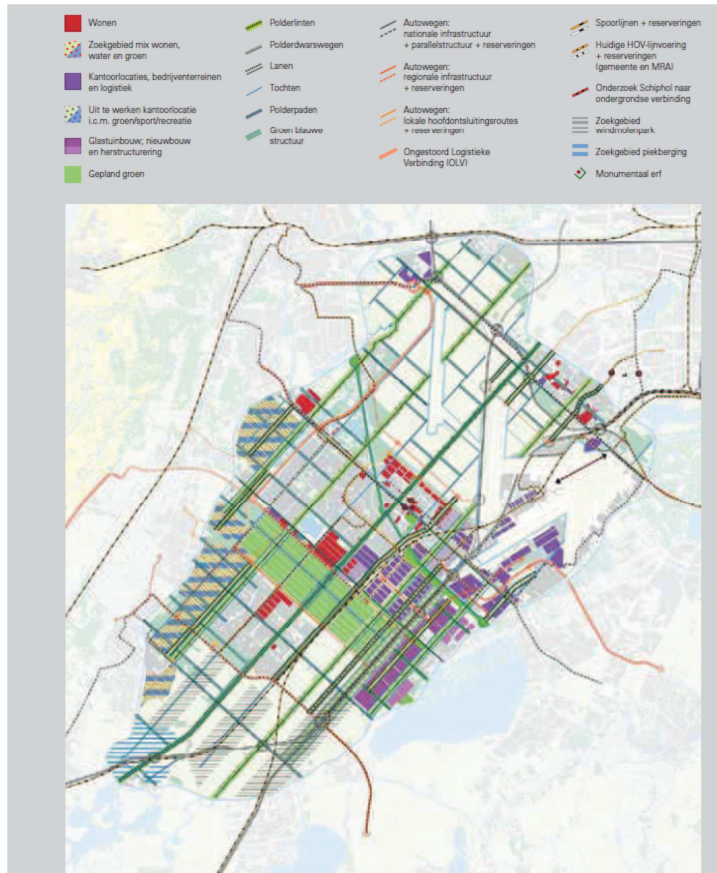 Wonen
Zoekgebied mix wonen,
water en groen
Kantoorlocaties, bedrijventerreinen
en logistiek
Uit te werken kantoorlocatie
i.c.m. groen/sport/recreatie
Glastuinbouw; nieuwbouw
en herstructurering
Gepland groen
Polderlinten
Polderdwarswegen
Lanen
Tochten
Polderpaden
Groen blauwe
structuur
Autowegen:
nationale infrastructuur
+ parallelstructuur + reserveringen
Autowegen:
regionale infrastructuur
+ reserveringen
Autowegen:
lokale hoofdontsluitingsroutes
+ reserveringen
Ongestoord Logistieke
Verbinding (OLV)
Spoorlijnen + reserveringen
Huidige HOV-lijnvoering
+ reserveringen
(gemeente en MRA)
Onderzoek Schiphol naar
ondergrondse verbinding
Zoekgebied
windmolenpark
Zoekgebied piekberging
Monumentaal erf